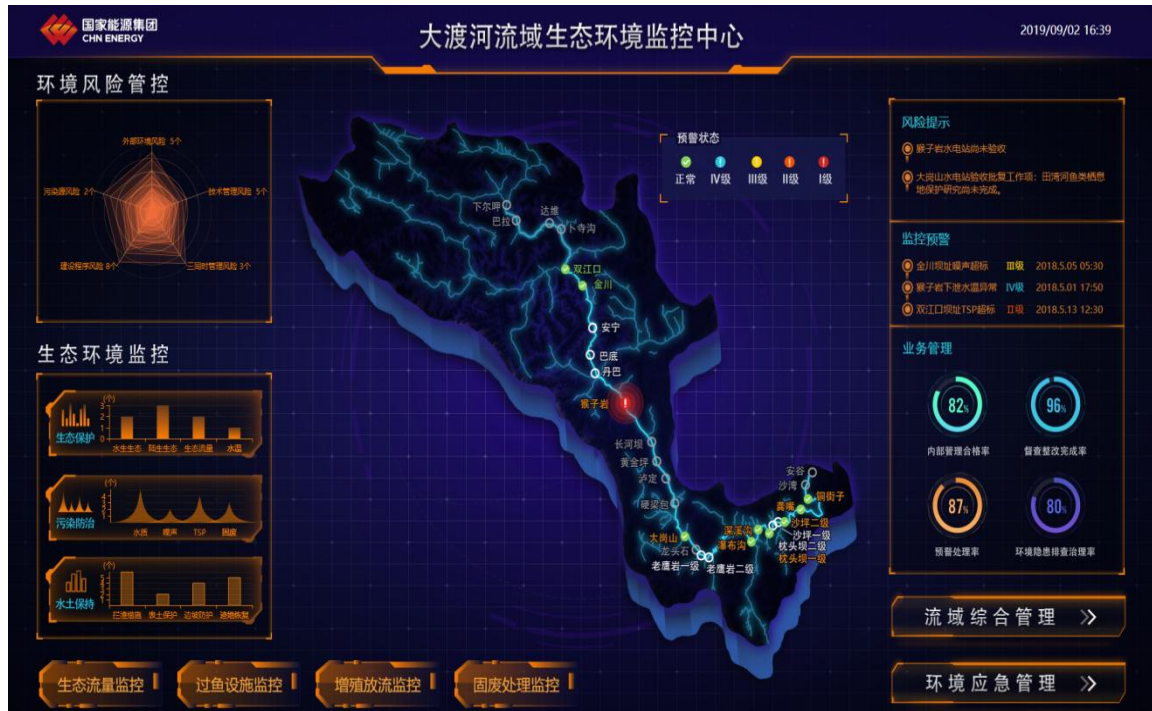 国家能源集团
CHN ENERGY
大渡河流域生态环境监控中心
2019/09/02 16:39
环境风险管控
外部环境风险 5个
污染源风险 2个
技术管理风险 5个
建设程序风险 8个
三同时管理风险 3个
生态环境监控
生态保护
(个)
3
2
1
0
水生生态 陆生生态 生态流量 水温
污染防治
(个)
4
3
2
1
水质 噪声 TSP 固废
水土保持
(个)
拦渣措施 表土保护 边坡防护 迹地恢复
预警状态
正常 IV级 III级 II级 I级
下尔呷
巴拉
达维
卜寺沟
双江口
金川
安宁
巴底
丹巴
猴子岩
长河坝
黄金坪
泸定
硬梁包
大岗山
龙头石
老鹰岩一级 老鹰岩二级
安谷
沙湾
铜街子
龚嘴
沙坪二级
沙坪一级
深溪沟
枕头坝二级
瀑布沟
枕头坝一级
风险提示
猴子岩水电站尚未验收
大岗山水电站验收批复工作项：田湾河鱼类栖息
地保护研究尚未完成。
监控预警
金川坝址噪声超标 III级 2018.5.05 05:30
猴子岩下泄水温异常 IV级 2018.5.01 17:50
双江口坝址TSP超标 II级 2018.5.13 12:30
业务管理
82% 96%
内部管理合格率 督查整改完成率
87% 80%
预警处理率 环境隐患排查治理率
流域综合管理
环境应急管理
生态流量监控 过鱼设施监控 增殖放流监控 固废处理监控